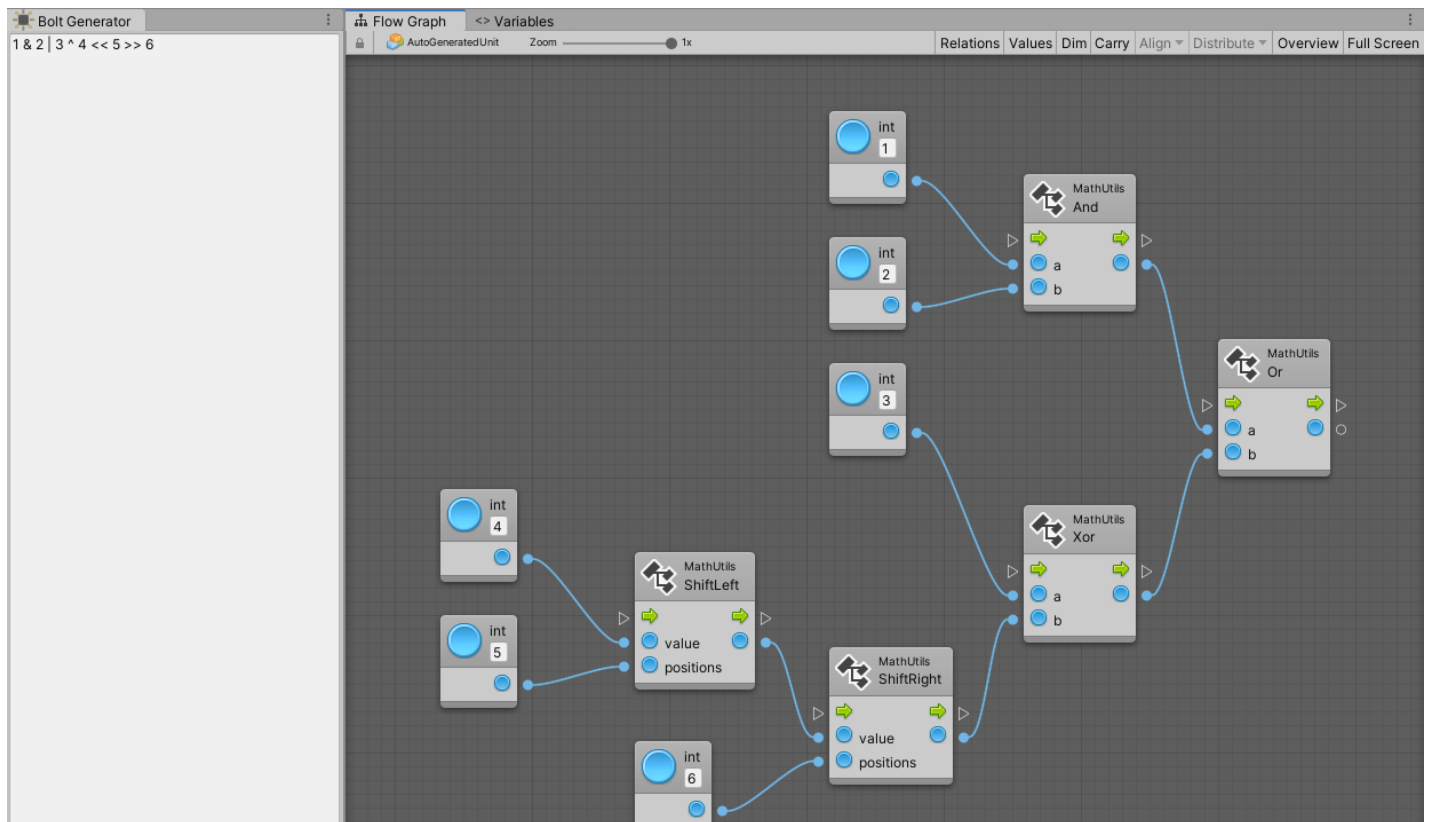 Bolt Generator
1 & 2 | 3 ^ 4 << 5 >> 6
Flow Graph <> Variables
AutoGeneratedUnit Zoom 1x Relations Values Dim Carry Align Distribute Overview Full Screen
int
1
int
2
int
3
int
4
int
5
int
6
MathUtils
And
a
b
MathUtils
Or
a
b
MathUtils
Xor
a
b
MathUtils
ShiftLeft
value
positions
MathUtils
ShiftRight
value
positions